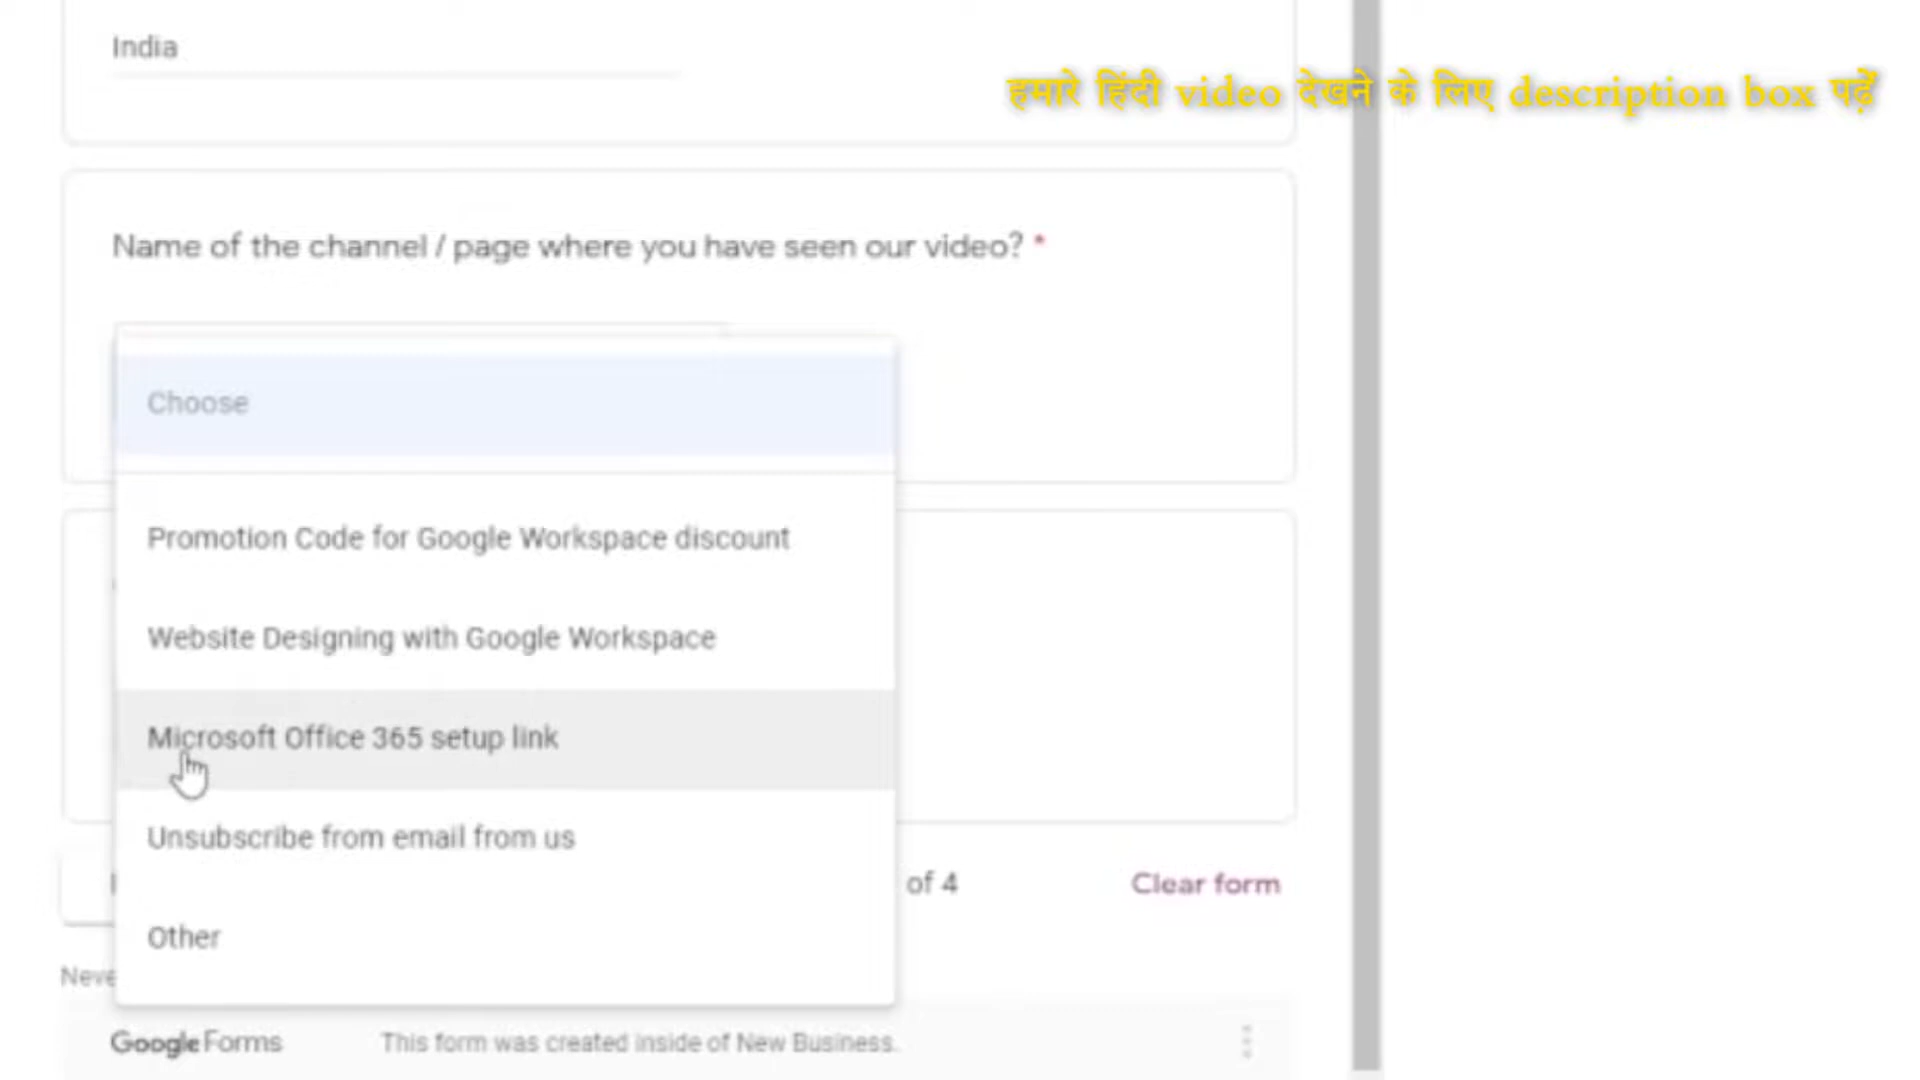 India
हमारे हिंदी video देखने के लिए description box पढ़ें
Name of the channel / page where you have seen our video? *
Choose
Promotion Code for Google Workspace discount
Website Designing with Google Workspace
Microsoft Office 365 setup link
Unsubscribe from email from us
of 4 Clear form
Other
Google Forms This form was created inside of New Business.